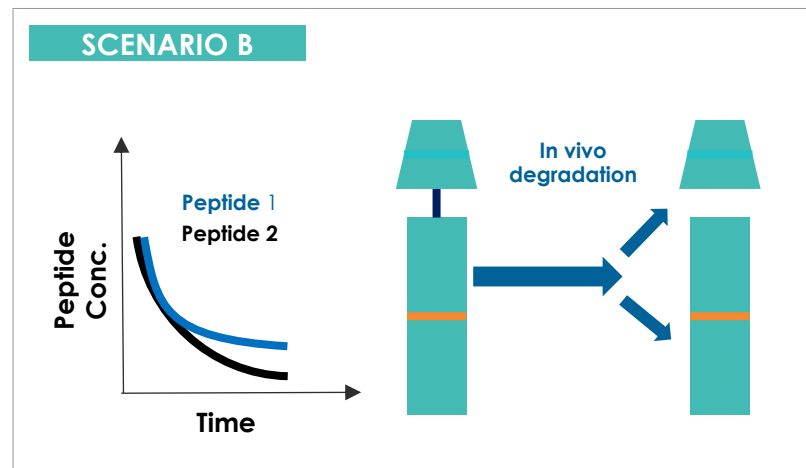 SCENARIO B
Peptide 1
Peptide 2
Peptide
Conc.
Time
In vivo
degradation